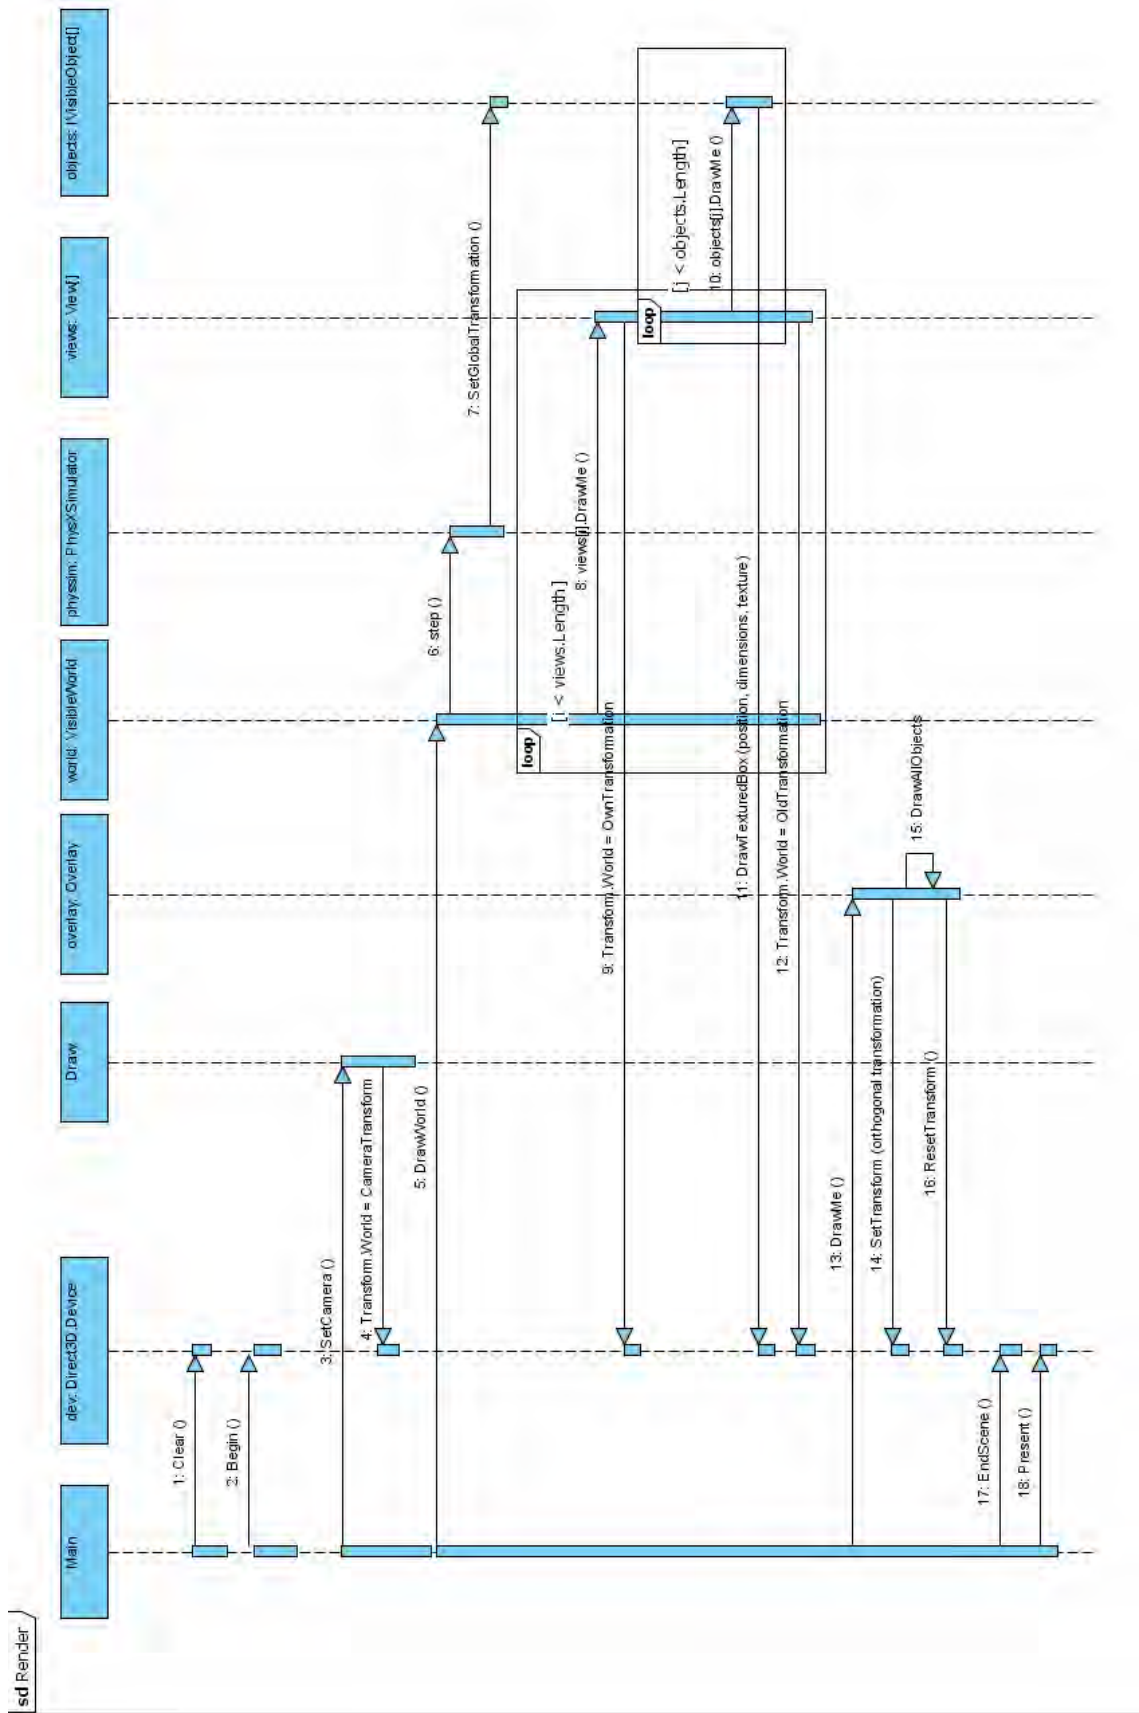 sd Render
Main
dev: Direct3D.Device
Draw
overlay: Overlay
world: VisibleWorld
physsim: PhysXSimulator
views: View[]
objects: IVisibleObject[]
1: Clear ()
2: Begin ()
3: SetCamera ()
4: Transform.World = CameraTransform
5: DrawWorld ()
6: step ()
7: SetGlobalTransformation ()
loop
[j < views.Length]
8: views[j].DrawMe ()
9: Transform.World = OwnTransformation
loop
[j < objects.Length]
10: objects[j].DrawMe ()
11: DrawTexturedBox (position, dimensions, texture)
12: Transform.World = OldTransformation
13: DrawMe ()
14: SetTransform (orthogonal transformation)
15: DrawAllObjects
16: ResetTransform ()
17: EndScene ()
18: Present ()